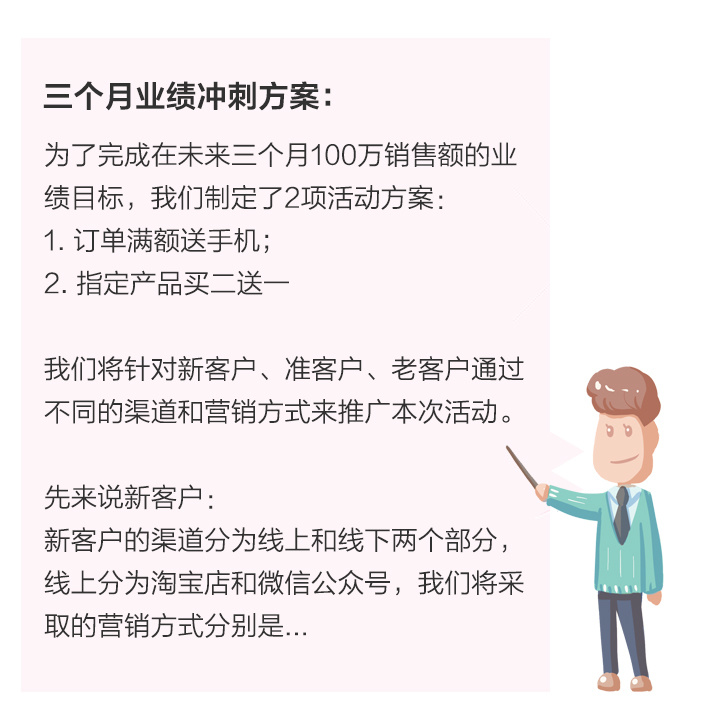 三个月业绩冲刺方案：
为了完成在未来三个月100万销售额的业
绩目标，我们制定了2项活动方案：
1. 订单满额送手机；
2. 指定产品买二送一
我们将针对新客户、准客户、老客户通过
不同的渠道和营销方式来推广本次活动。
先来说新客户：
新客户的渠道分为线上和线下两个部分，
线上分为淘宝店和微信公众号，我们将采
取的营销方式分别是...